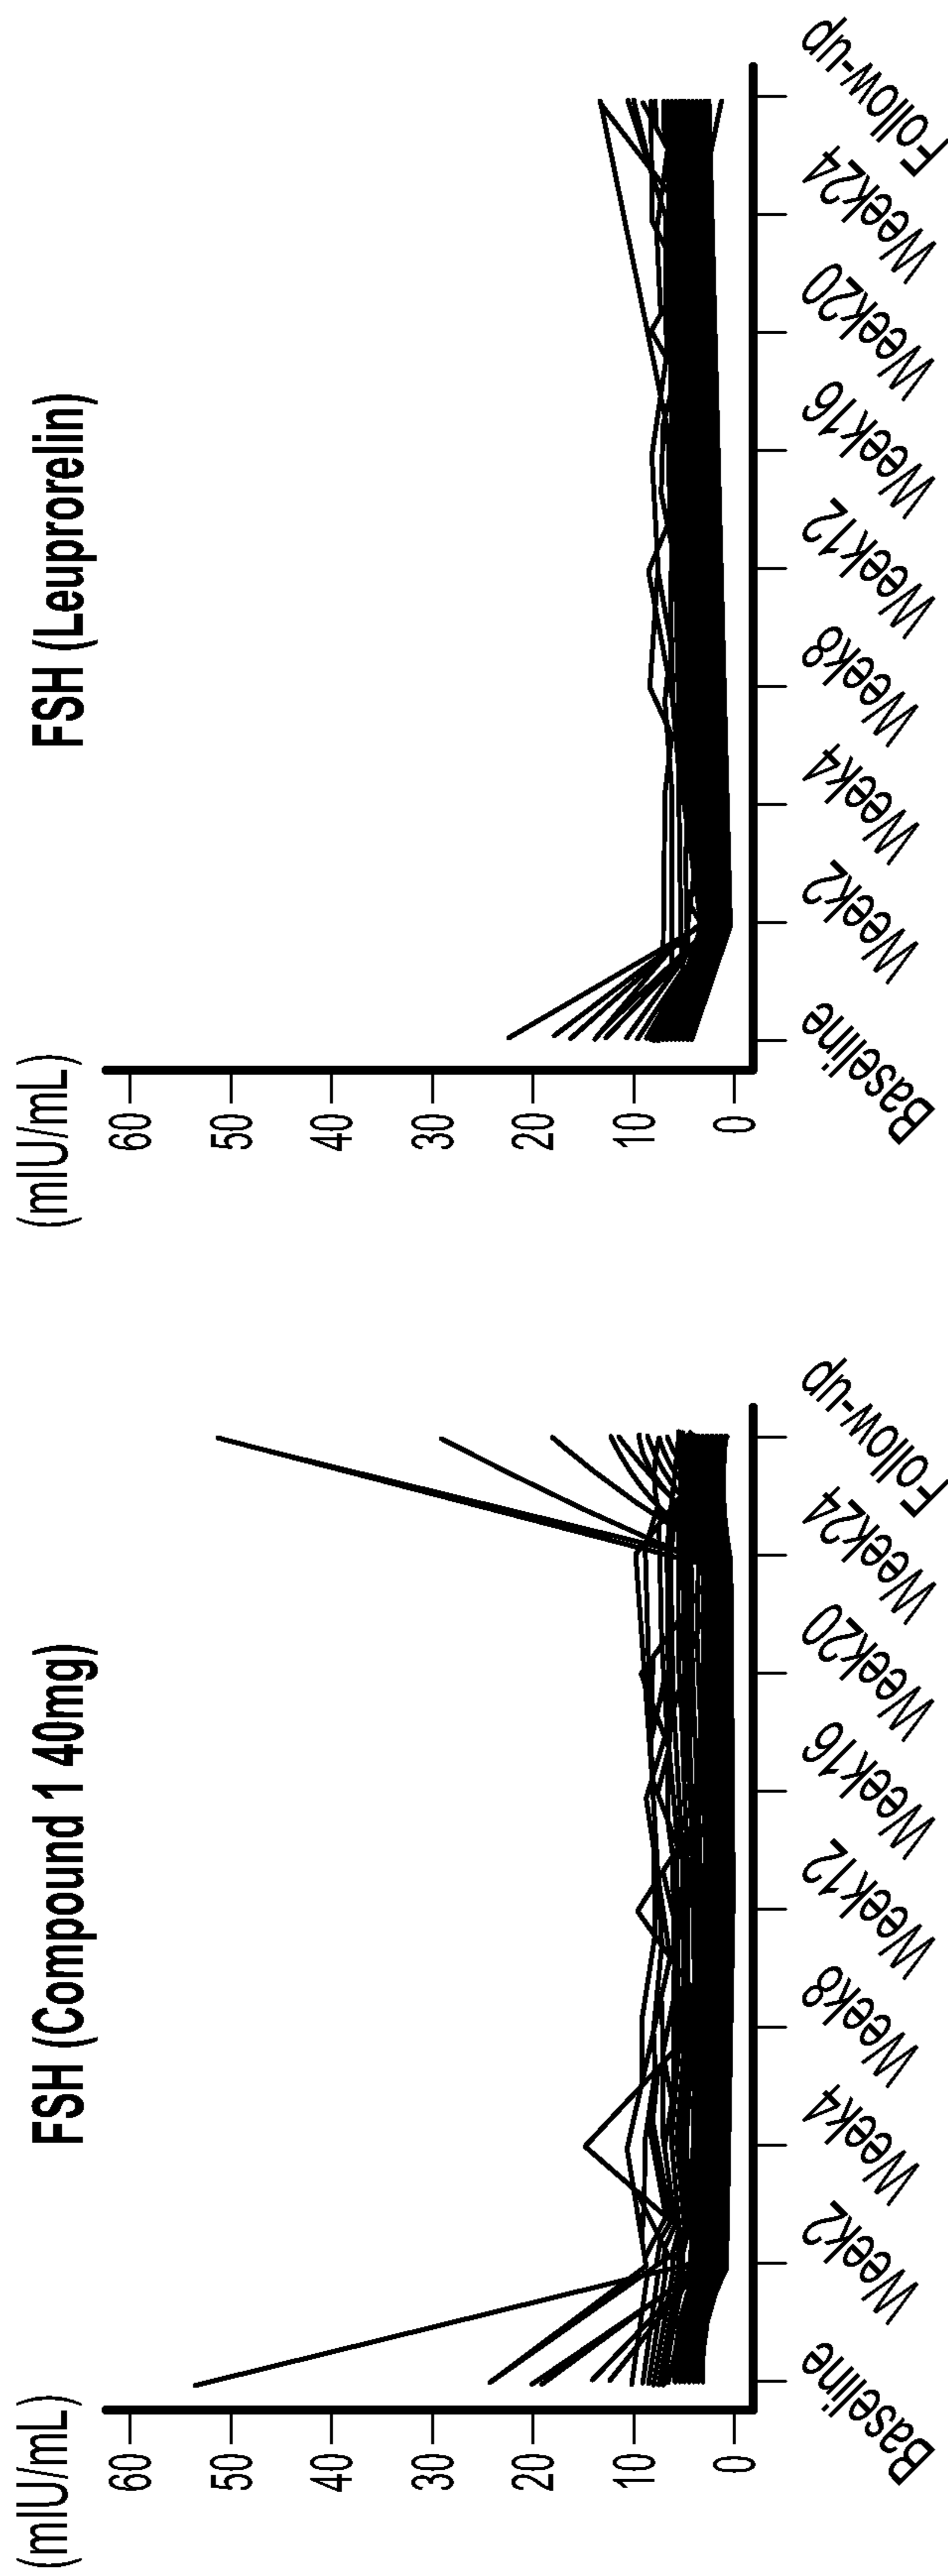 FSH (Compound 1 40mg)
(mIU/mL)
60
50
40
30
20
10
0
Baseline
Week2
Week4
Week8
Week12
Week16
Week20
Week24
Follow-up
FSH (Leuprorelin)
(mIU/mL)
60
50
40
30
20
10
0
Baseline
Week2
Week4
Week8
Week12
Week16
Week20
Week24
Follow-up